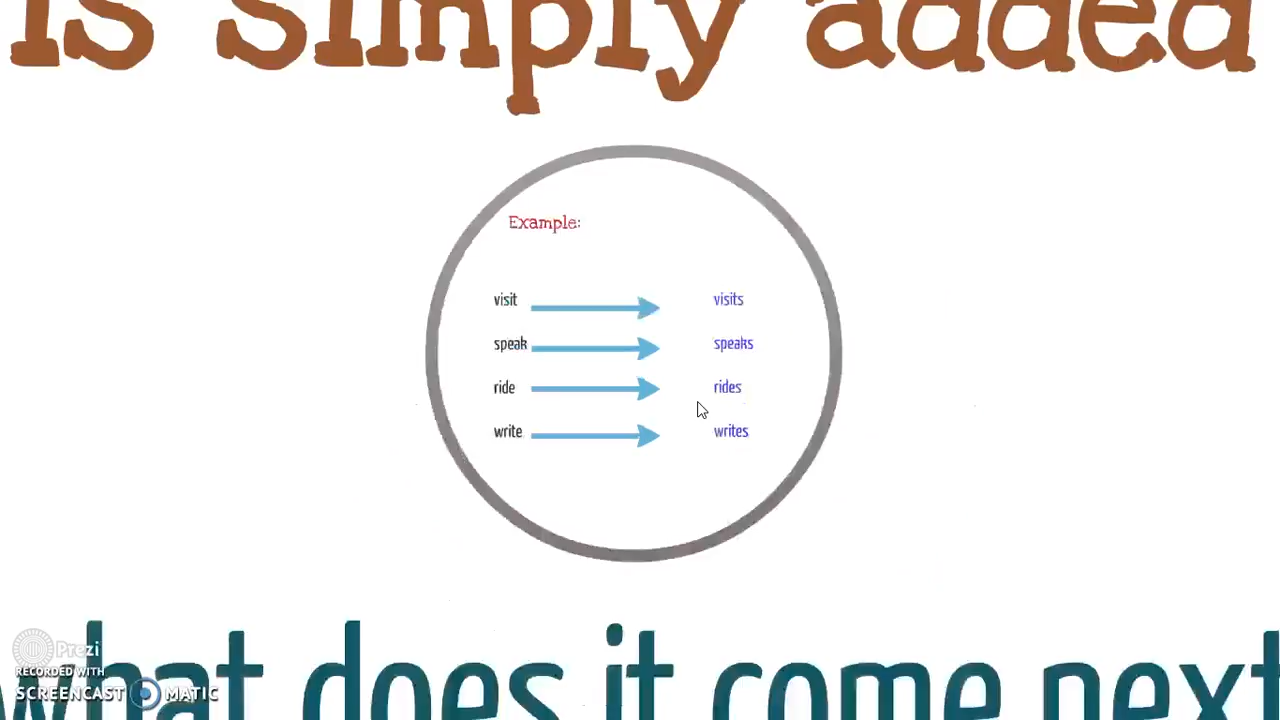 is simply added
Example:
visit visits
speak speaks
ride rides
write writes
what does it come next
Prezi
RECORDED WITH
SCREENCAST MATIC